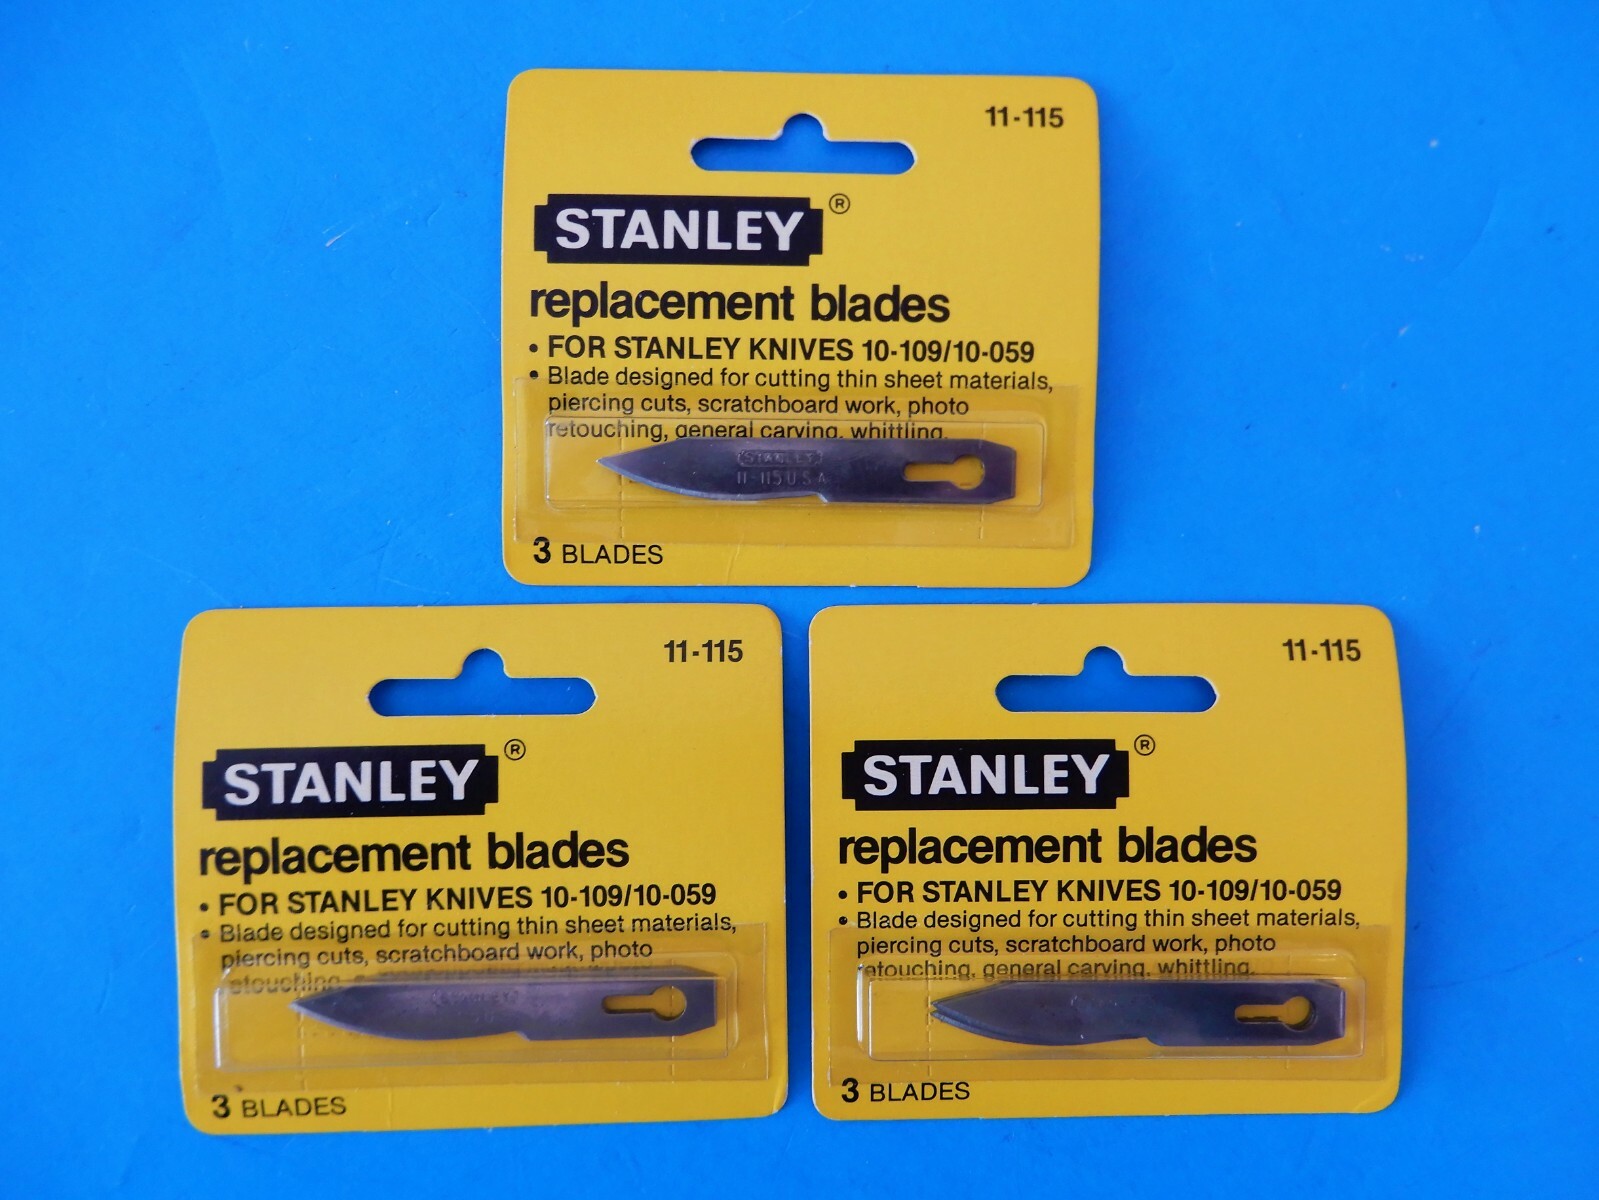 11-115
STANLEY®
replacement blades
• FOR STANLEY KNIVES 10-109/10-059
• Blade designed for cutting thin sheet materials,
piercing cuts, scratchboard work, photo
retouching, general carving, whittling.
STANLEY
11-115 USA
3 BLADES
11-115
STANLEY®
replacement blades
• FOR STANLEY KNIVES 10-109/10-059
• Blade designed for cutting thin sheet materials,
piercing cuts, scratchboard work, photo
retouching,
STANLEY
3 BLADES
11-115
STANLEY®
replacement blades
• FOR STANLEY KNIVES 10-109/10-059
• Blade designed for cutting thin sheet materials,
piercing cuts, scratchboard work, photo
retouching, general carving, whittling.
3 BLADES